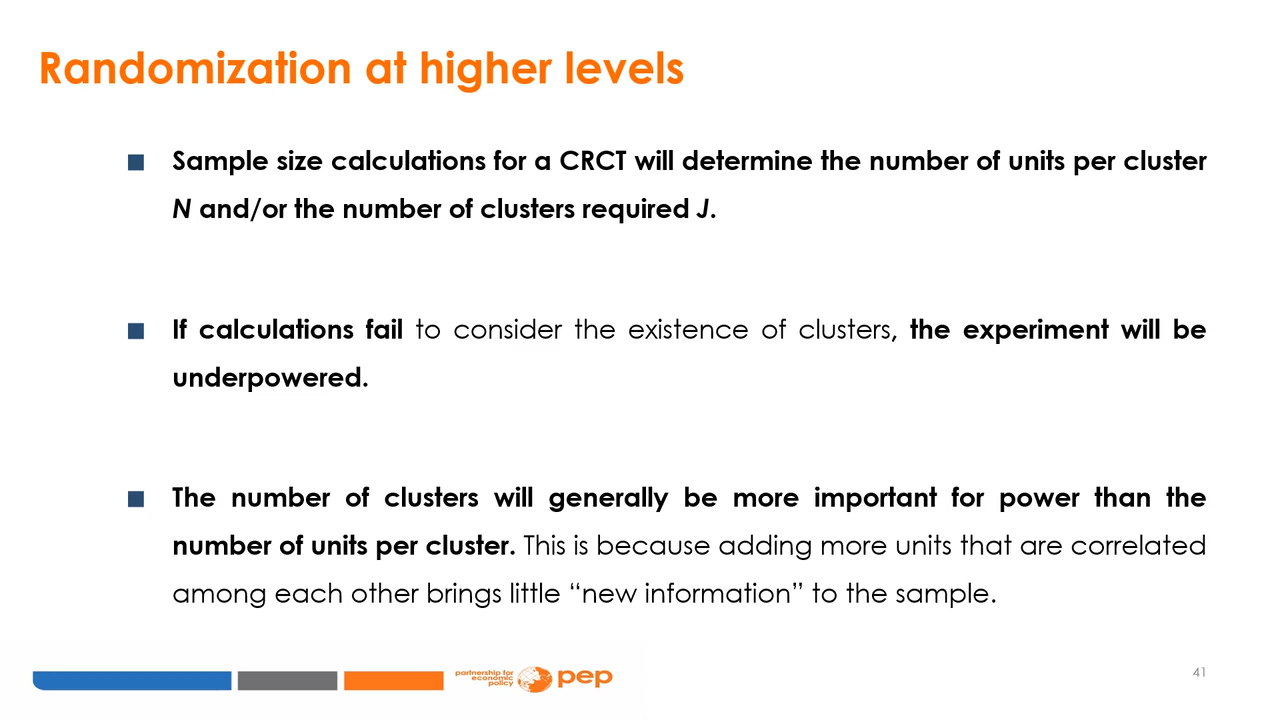 Randomization at higher levels
■ Sample size calculations for a CRCT will determine the number of units per cluster
N and/or the number of clusters required J.
■ If calculations fail to consider the existence of clusters, the experiment will be
underpowered.
■ The number of clusters will generally be more important for power than the
number of units per cluster. This is because adding more units that are correlated
among each other brings little “new information” to the sample.
partnership for
economic
policy
pep
41